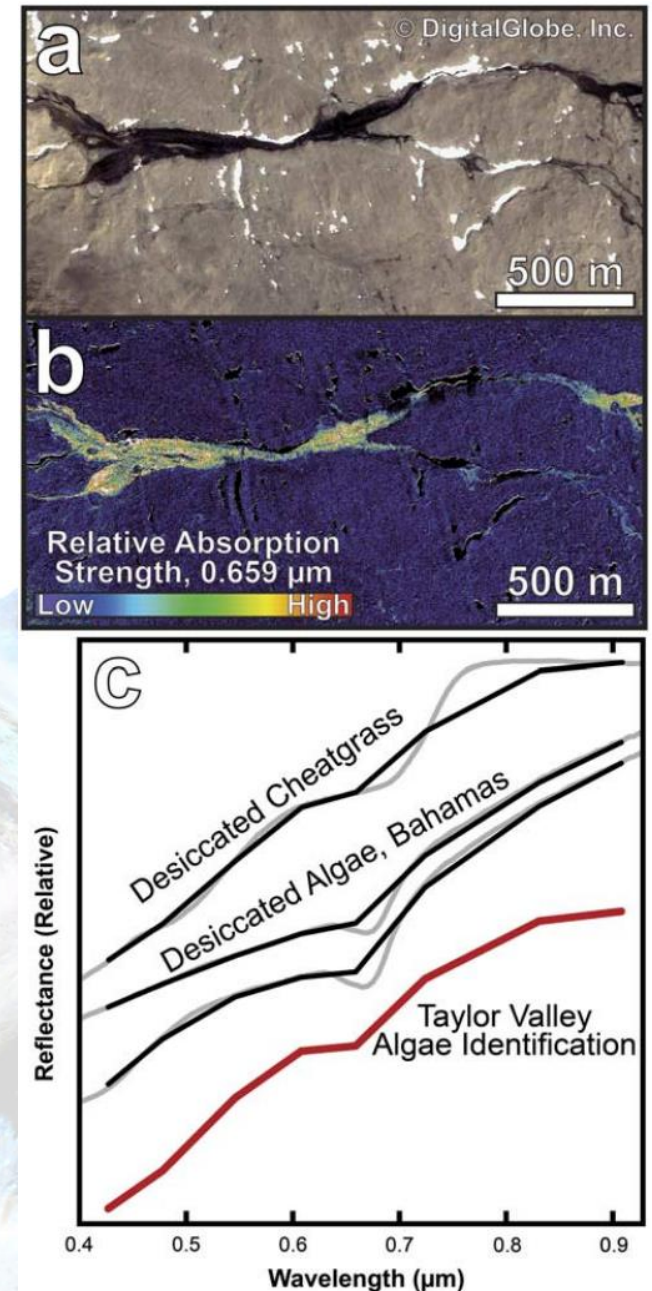 a
© DigitalGlobe, Inc.
500 m
b
Relative Absorption
Strength, 0.659 µm
Low High
500 m
C
Desiccated Cheatgrass
Desiccated Algae, Bahamas
Taylor Valley
Algae Identification
Reflectance (Relative)
0.4 0.5 0.6 0.7 0.8 0.9
Wavelength (µm)